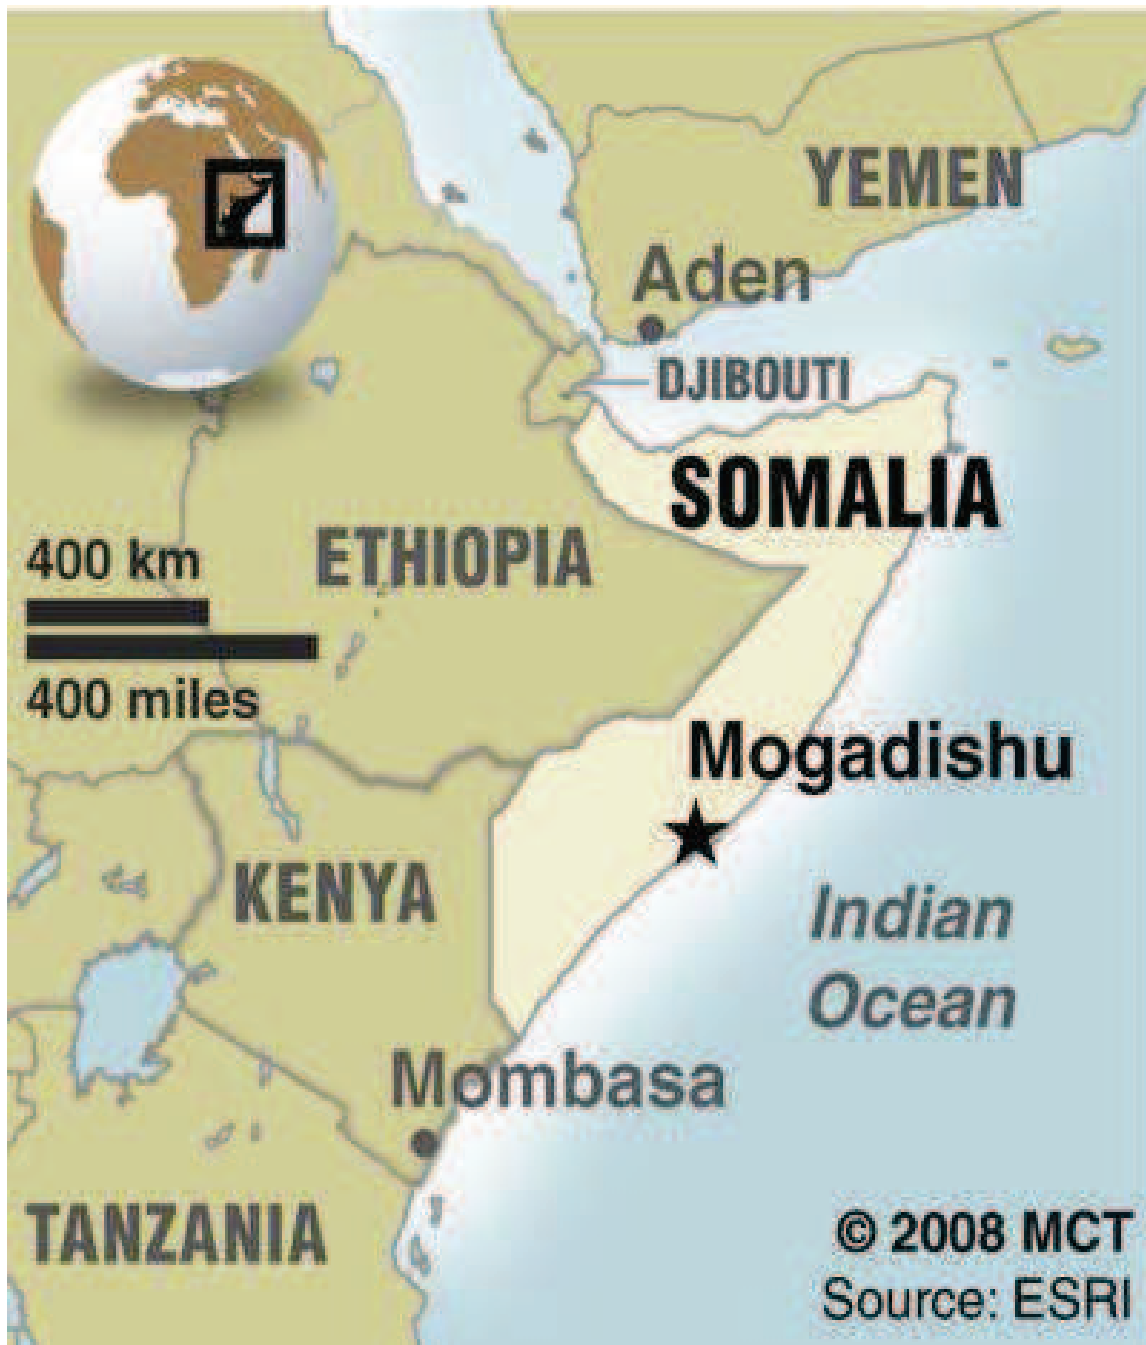 YEMEN
Aden
DJIBOUTI
SOMALIA
ETHIOPIA
400 km
400 miles
Mogadishu
KENYA
Indian
Ocean
Mombasa
TANZANIA
© 2008 MCT
Source: ESRI